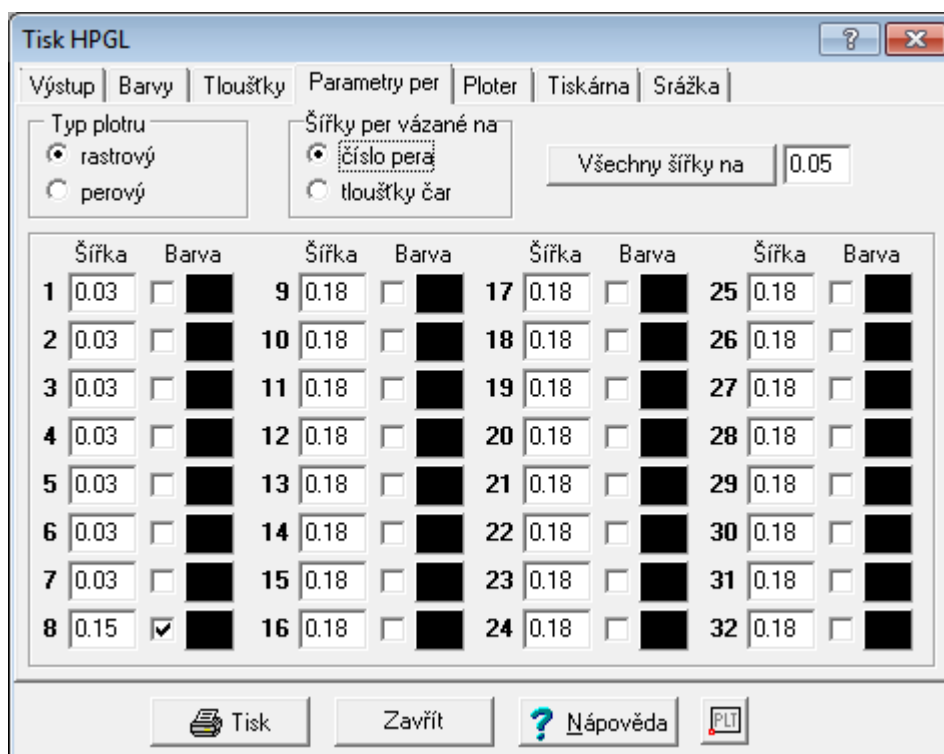 Tisk HPGL
Výstup Barvy Tloušťky Parametry per Ploter Tiskárna Srážka
Typ plotru
rastrový
perový
Šířky per vázané na
číslo pera
tloušťky čar
Všechny šířky na 0.05
Šířka Barva Šířka Barva Šířka Barva Šířka Barva
1 0.03 9 0.18 17 0.18 25 0.18
2 0.03 10 0.18 18 0.18 26 0.18
3 0.03 11 0.18 19 0.18 27 0.18
4 0.03 12 0.18 20 0.18 28 0.18
5 0.03 13 0.18 21 0.18 29 0.18
6 0.03 14 0.18 22 0.18 30 0.18
7 0.03 15 0.18 23 0.18 31 0.18
8 0.15 16 0.18 24 0.18 32 0.18
Tisk Zavřít ? Nápověda PLT